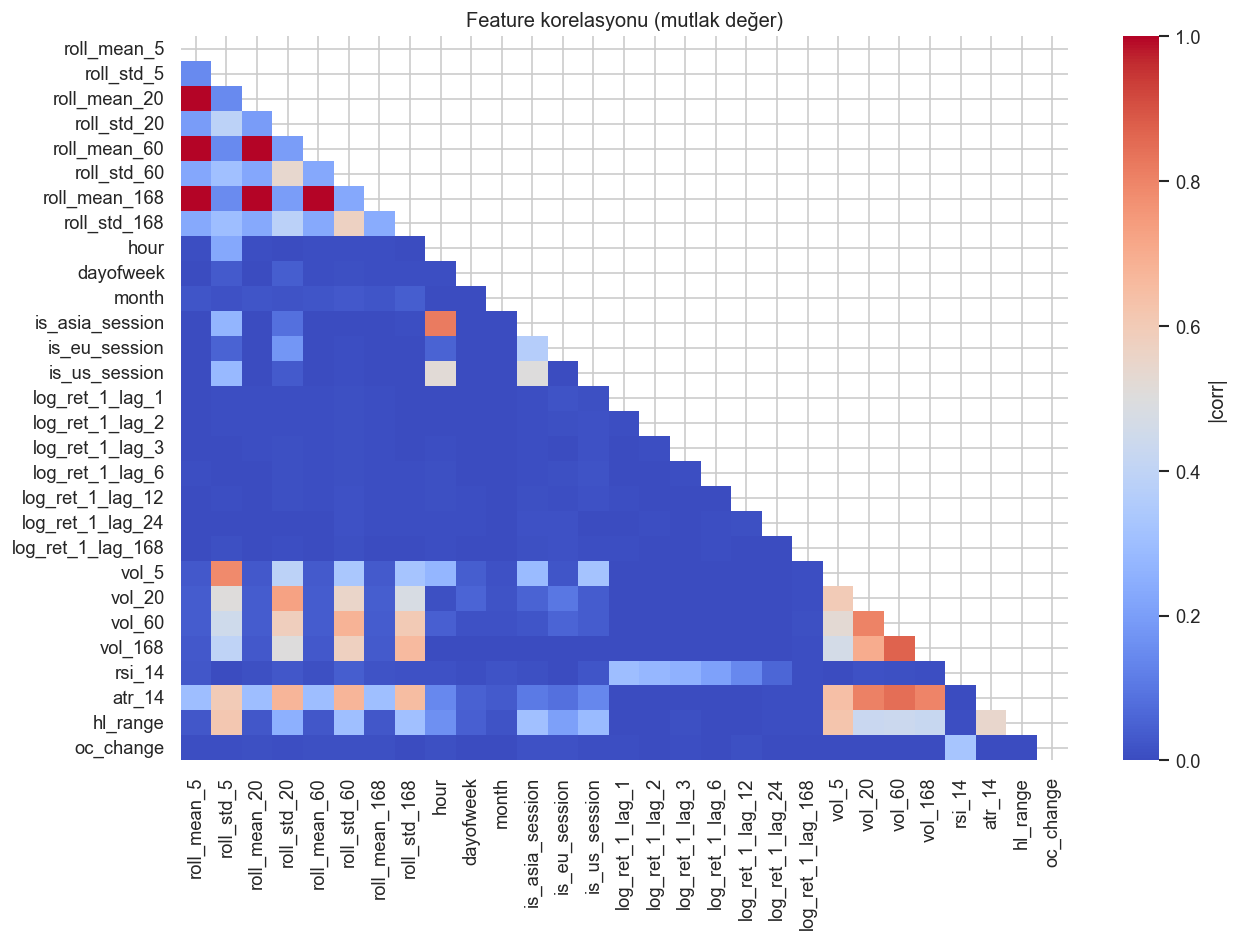 Feature korelasyonu (mutlak değer)
roll_mean_5
roll_std_5
roll_mean_20
roll_std_20
roll_mean_60
roll_std_60
roll_mean_168
roll_std_168
hour
dayofweek
month
is_asia_session
is_eu_session
is_us_session
log_ret_1_lag_1
log_ret_1_lag_2
log_ret_1_lag_3
log_ret_1_lag_6
log_ret_1_lag_12
log_ret_1_lag_24
log_ret_1_lag_168
vol_5
vol_20
vol_60
vol_168
rsi_14
atr_14
hl_range
oc_change
roll_mean_5
roll_std_5
roll_mean_20
roll_std_20
roll_mean_60
roll_std_60
roll_mean_168
roll_std_168
hour
dayofweek
month
is_asia_session
is_eu_session
is_us_session
log_ret_1_lag_1
log_ret_1_lag_2
log_ret_1_lag_3
log_ret_1_lag_6
log_ret_1_lag_12
log_ret_1_lag_24
log_ret_1_lag_168
vol_5
vol_20
vol_60
vol_168
rsi_14
atr_14
hl_range
oc_change
1.0
0.8
0.6
0.4
0.2
0.0
|corr|